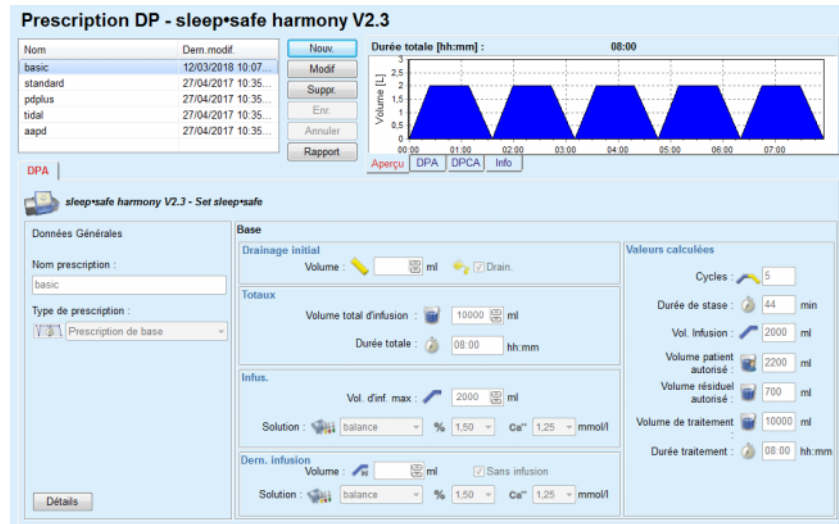 Prescription DP - sleep•safe harmony V2.3
Nom Dern.modif.
basic 12/03/2018 10:07...
standard 27/04/2017 10:35...
pdplus 27/04/2017 10:35...
tidal 27/04/2017 10:35...
aapd 27/04/2017 10:35...
Nouv.
Modif
Suppr.
Enr.
Annuler
Rapport
Durée totale [hh:mm] : 08:00
Volume [L]
3
2,5
2
1,5
1
0,5
0
00:00 01:00 02:00 03:00 04:00 05:00 06:00 07:00
Aperçu DPA DPCA Info
DPA
sleep•safe harmony V2.3 - Set sleep•safe
Données Générales
Nom prescription :
basic
Type de prescription :
Prescription de base
Détails
Base
Drainage initial
Volume : ml Drain.
Totaux
Volume total d'infusion : 10000 ml
Durée totale : 08:00 hh:mm
Infus.
Vol. d'inf. max : 2000 ml
Solution : balance % 1,50 Ca⁺⁺ 1,25 mmol/l
Dern. infusion
Volume : ml Sans infusion
Solution : balance % 1,50 Ca⁺⁺ 1,25 mmol/l
Valeurs calculées
Cycles : 5
Durée de stase : 44 min
Vol. Infusion : 2000 ml
Volume patient
autorisé : 2200 ml
Volume résiduel
autorisé : 700 ml
Volume de traitement
: 10000 ml
Durée traitement : 08:00 hh:mm